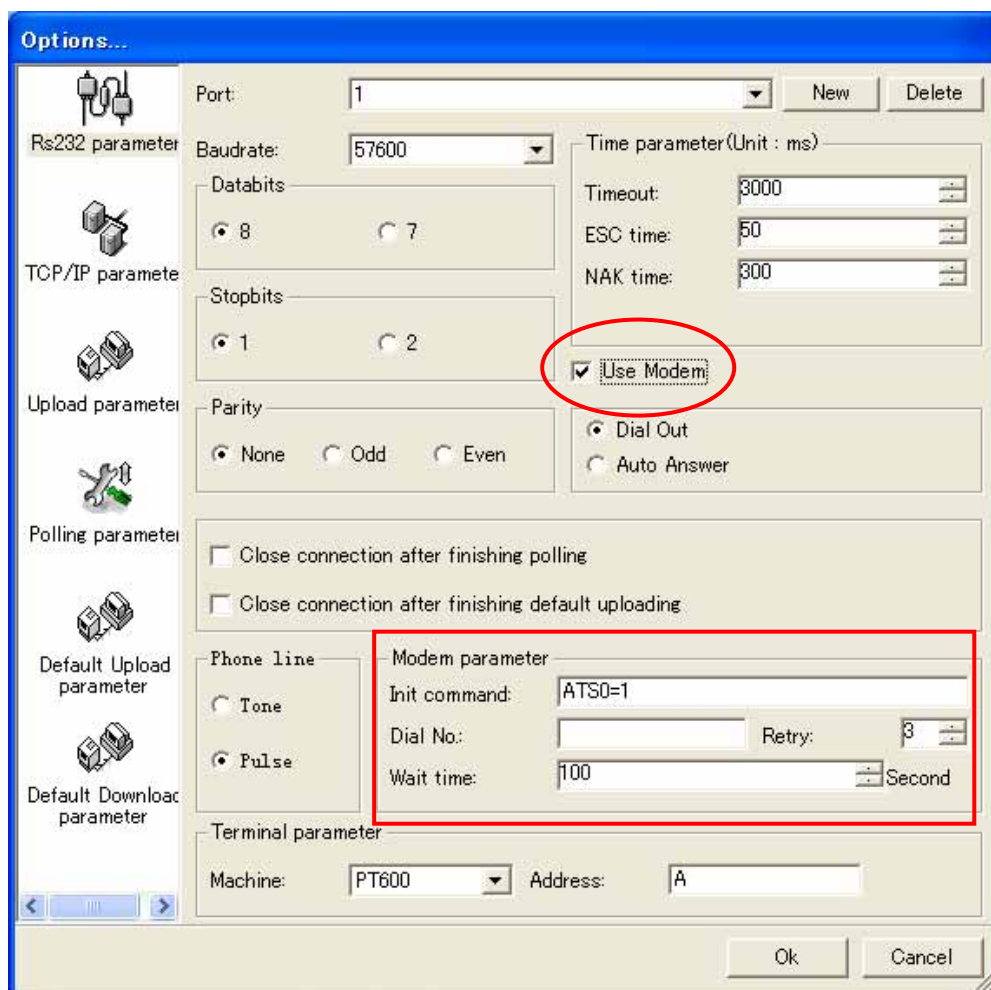 Options...
Rs232 parameter
TCP/IP paramete
Upload parameter
Polling parameter
Default Upload
parameter
Default Download
parameter
Port: 1 New Delete
Baudrate: 57600
Databits
8 7
Stopbits
1 2
Parity
None Odd Even
Time parameter(Unit : ms)
Timeout: 3000
ESC time: 50
NAK time: 300
Use Modem
Dial Out
Auto Answer
Close connection after finishing polling
Close connection after finishing default uploading
Phone line
Tone
Pulse
Modem parameter
Init command: ATS0=1
Dial No.: Retry: 3
Wait time: 100 Second
Terminal parameter
Machine: PT600 Address: A
Ok Cancel